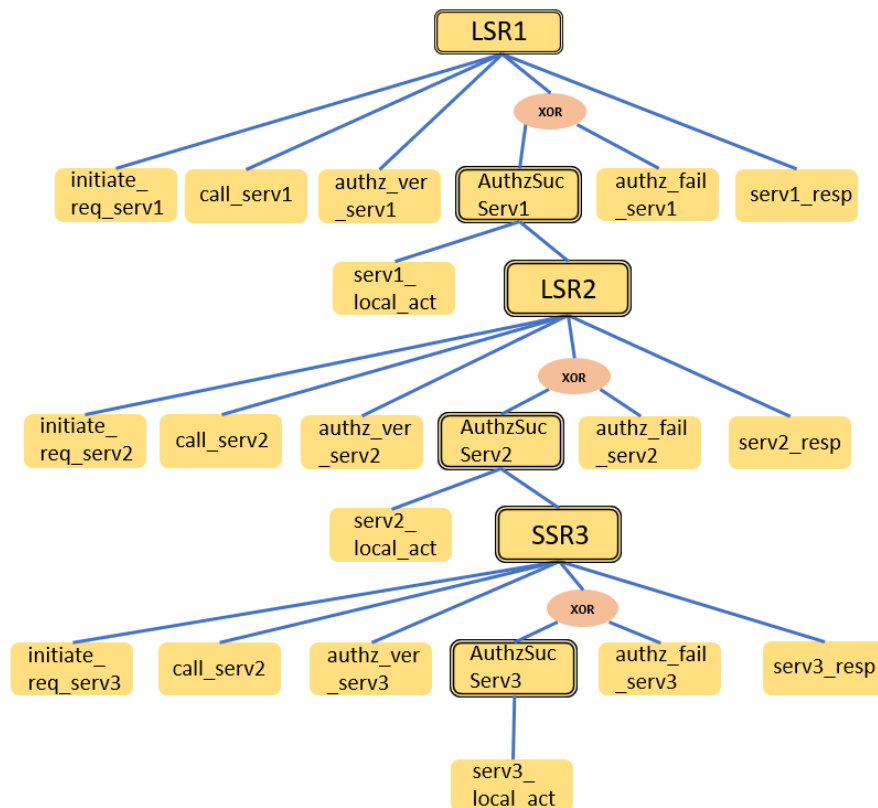 LSR1
XOR
initiate_
req_serv1
call_serv1
authz_ver
_serv1
AuthzSuc
Serv1
authz_fail
_serv1
serv1_resp
serv1_
local_act
LSR2
XOR
initiate_
req_serv2
call_serv2
authz_ver
_serv2
AuthzSuc
Serv2
authz_fail
_serv2
serv2_resp
serv2_
local_act
SSR3
XOR
initiate_
req_serv3
call_serv2
authz_ver
_serv3
AuthzSuc
Serv3
authz_fail
_serv3
serv3_resp
serv3_
local_act